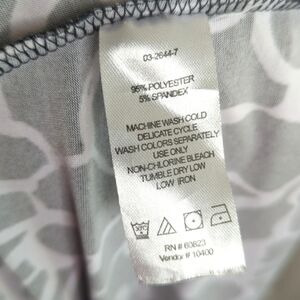 03-2644-7
95% POLYESTER
5% SPANDEX
MACHINE WASH COLD
DELICATE CYCLE
WASH COLORS SEPARATELY
USE ONLY
NON-CHLORINE BLEACH
TUMBLE DRY LOW
LOW IRON
RN # 60623
Vendor # 10400